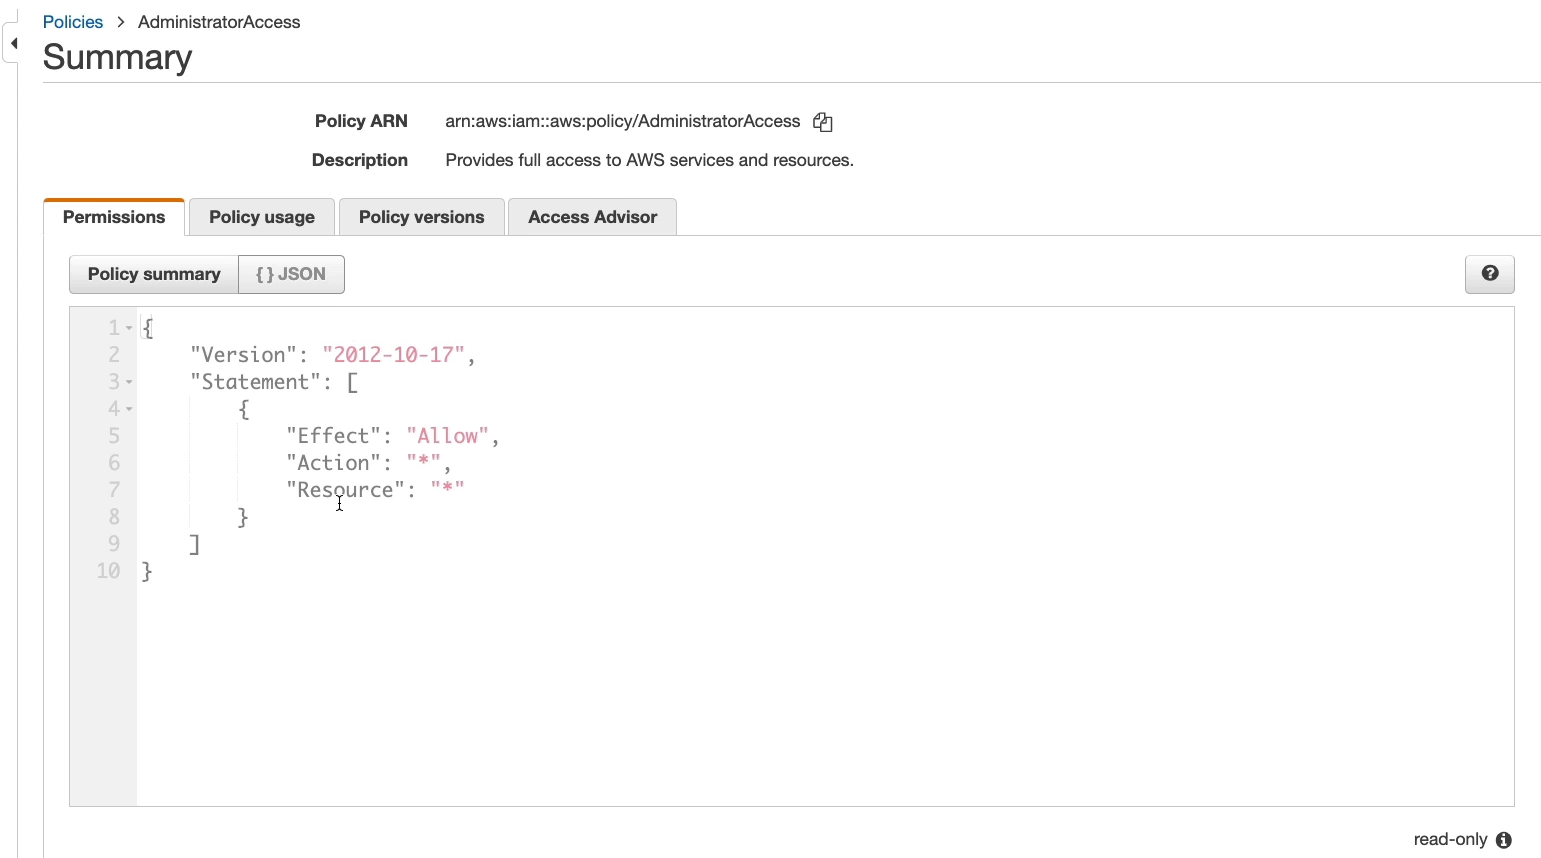 Policies > AdministratorAccess
Summary
Policy ARN arn:aws:iam::aws:policy/AdministratorAccess
Description Provides full access to AWS services and resources.
Permissions Policy usage Policy versions Access Advisor
Policy summary { } JSON ?
1 {
2     "Version": "2012-10-17",
3     "Statement": [
4         {
5             "Effect": "Allow",
6             "Action": "*",
7             "Resource": "*"
8         }
9     ]
10 }
read-only